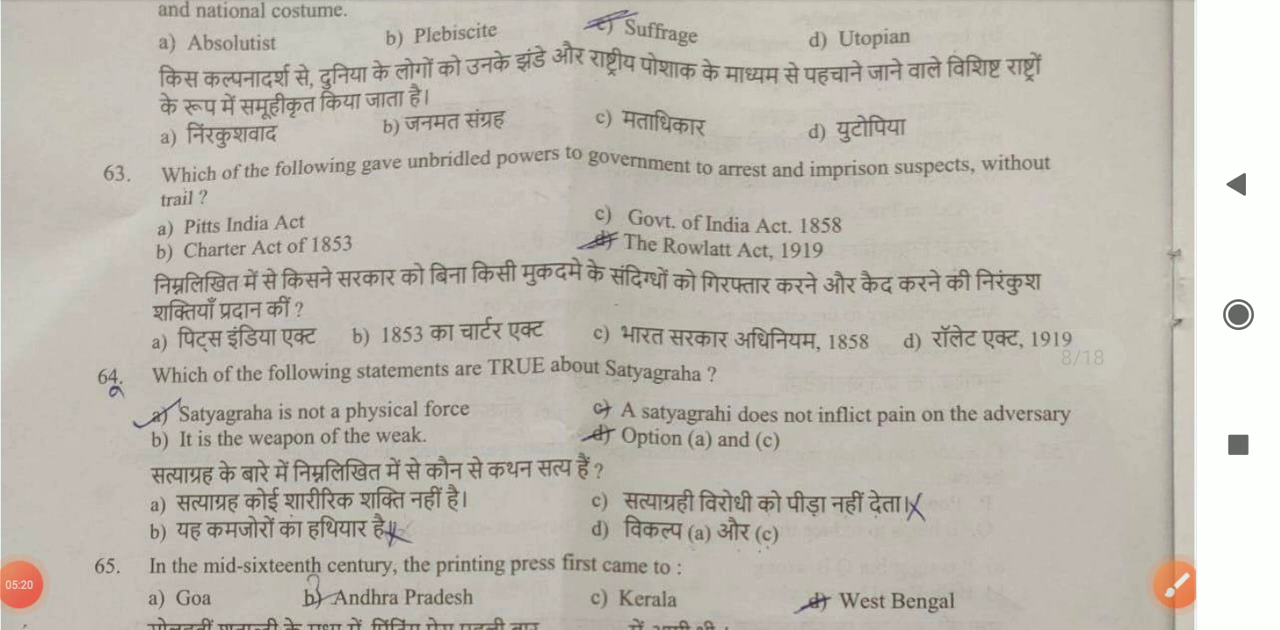 and national costume.
a) Absolutist b) Plebiscite c) Suffrage d) Utopian
किस कल्पनादर्श से, दुनिया के लोगों को उनके झंडे और राष्ट्रीय पोशाक के माध्यम से पहचाने जाने वाले विशिष्ट राष्ट्रों
के रूप में समूहीकृत किया जाता है।
a) निंरकुशवाद b) जनमत संग्रह c) मताधिकार d) युटोपिया
63. Which of the following gave unbridled powers to government to arrest and imprison suspects, without
trail ?
a) Pitts India Act c) Govt. of India Act. 1858
b) Charter Act of 1853 d) The Rowlatt Act, 1919
निम्नलिखित में से किसने सरकार को बिना किसी मुकदमे के संदिग्धों को गिरफ्तार करने और कैद करने की निरंकुश
शक्तियाँ प्रदान कीं ?
a) पिट्स इंडिया एक्ट b) 1853 का चार्टर एक्ट c) भारत सरकार अधिनियम, 1858 d) रॉलेट एक्ट, 1919
8/18
64. Which of the following statements are TRUE about Satyagraha ?
a) Satyagraha is not a physical force c) A satyagrahi does not inflict pain on the adversary
b) It is the weapon of the weak. d) Option (a) and (c)
सत्याग्रह के बारे में निम्नलिखित में से कौन से कथन सत्य हैं ?
a) सत्याग्रह कोई शारीरिक शक्ति नहीं है। c) सत्याग्रही विरोधी को पीड़ा नहीं देता।
b) यह कमजोरों का हथियार है। d) विकल्प (a) और (c)
65. In the mid-sixteenth century, the printing press first came to :
05:20
a) Goa b) Andhra Pradesh c) Kerala d) West Bengal